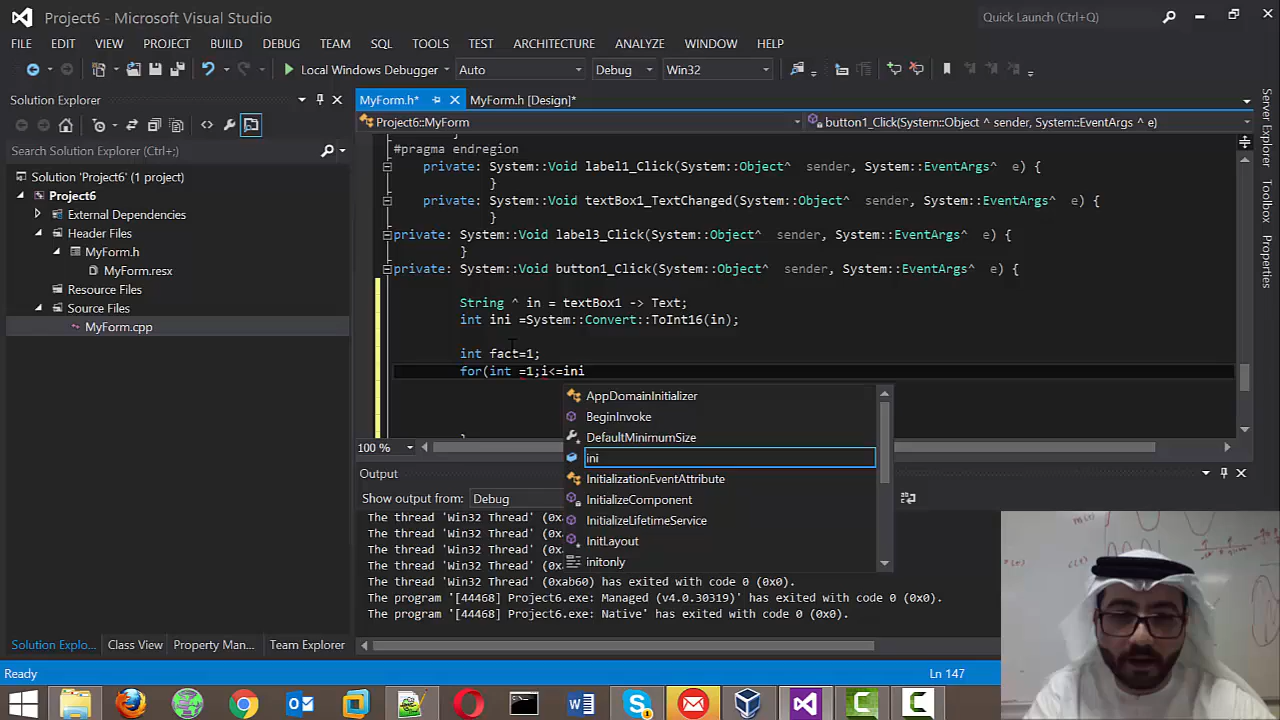 Project6 - Microsoft Visual Studio
Quick Launch (Ctrl+Q)
FILE EDIT VIEW PROJECT BUILD DEBUG TEAM SQL TOOLS TEST ARCHITECTURE ANALYZE WINDOW HELP
Local Windows Debugger Auto Debug Win32
Solution Explorer
Search Solution Explorer (Ctrl+;)
Solution 'Project6' (1 project)
Project6
External Dependencies
Header Files
MyForm.h
MyForm.resx
Resource Files
Source Files
MyForm.cpp
Solution Explo... Class View Property Man... Team Explorer
MyForm.h* MyForm.h [Design]*
Project6::MyForm button1_Click(System::Object ^ sender, System::EventArgs ^ e)
}
#pragma endregion
private: System::Void label1_Click(System::Object^ sender, System::EventArgs^ e) {
}
private: System::Void textBox1_TextChanged(System::Object^ sender, System::EventArgs^ e) {
}
private: System::Void label3_Click(System::Object^ sender, System::EventArgs^ e) {
}
private: System::Void button1_Click(System::Object^ sender, System::EventArgs^ e) {
String ^ in = textBox1 -> Text;
int ini =System::Convert::ToInt16(in);
int fact=1;
for(int =1;i<=ini
AppDomainInitializer
BeginInvoke
DefaultMinimumSize
ini
InitializationEventAttribute
InitializeComponent
InitializeLifetimeService
InitLayout
initonly
}
100 %
Output
Show output from: Debug
The thread 'Win32 Thread' (0xa
The thread 'Win32 Thread' (0xa
The thread 'Win32 Thread' (0xa
The thread 'Win32 Thread' (0xa
The thread 'Win32 Thread' (0xab60) has exited with code 0 (0x0).
The program '[44468] Project6.exe: Managed (v4.0.30319)' has exited with code 0 (0x0).
The program '[44468] Project6.exe: Native' has exited with code 0 (0x0).
Server Explorer
Toolbox
Properties
Ready
Ln 147